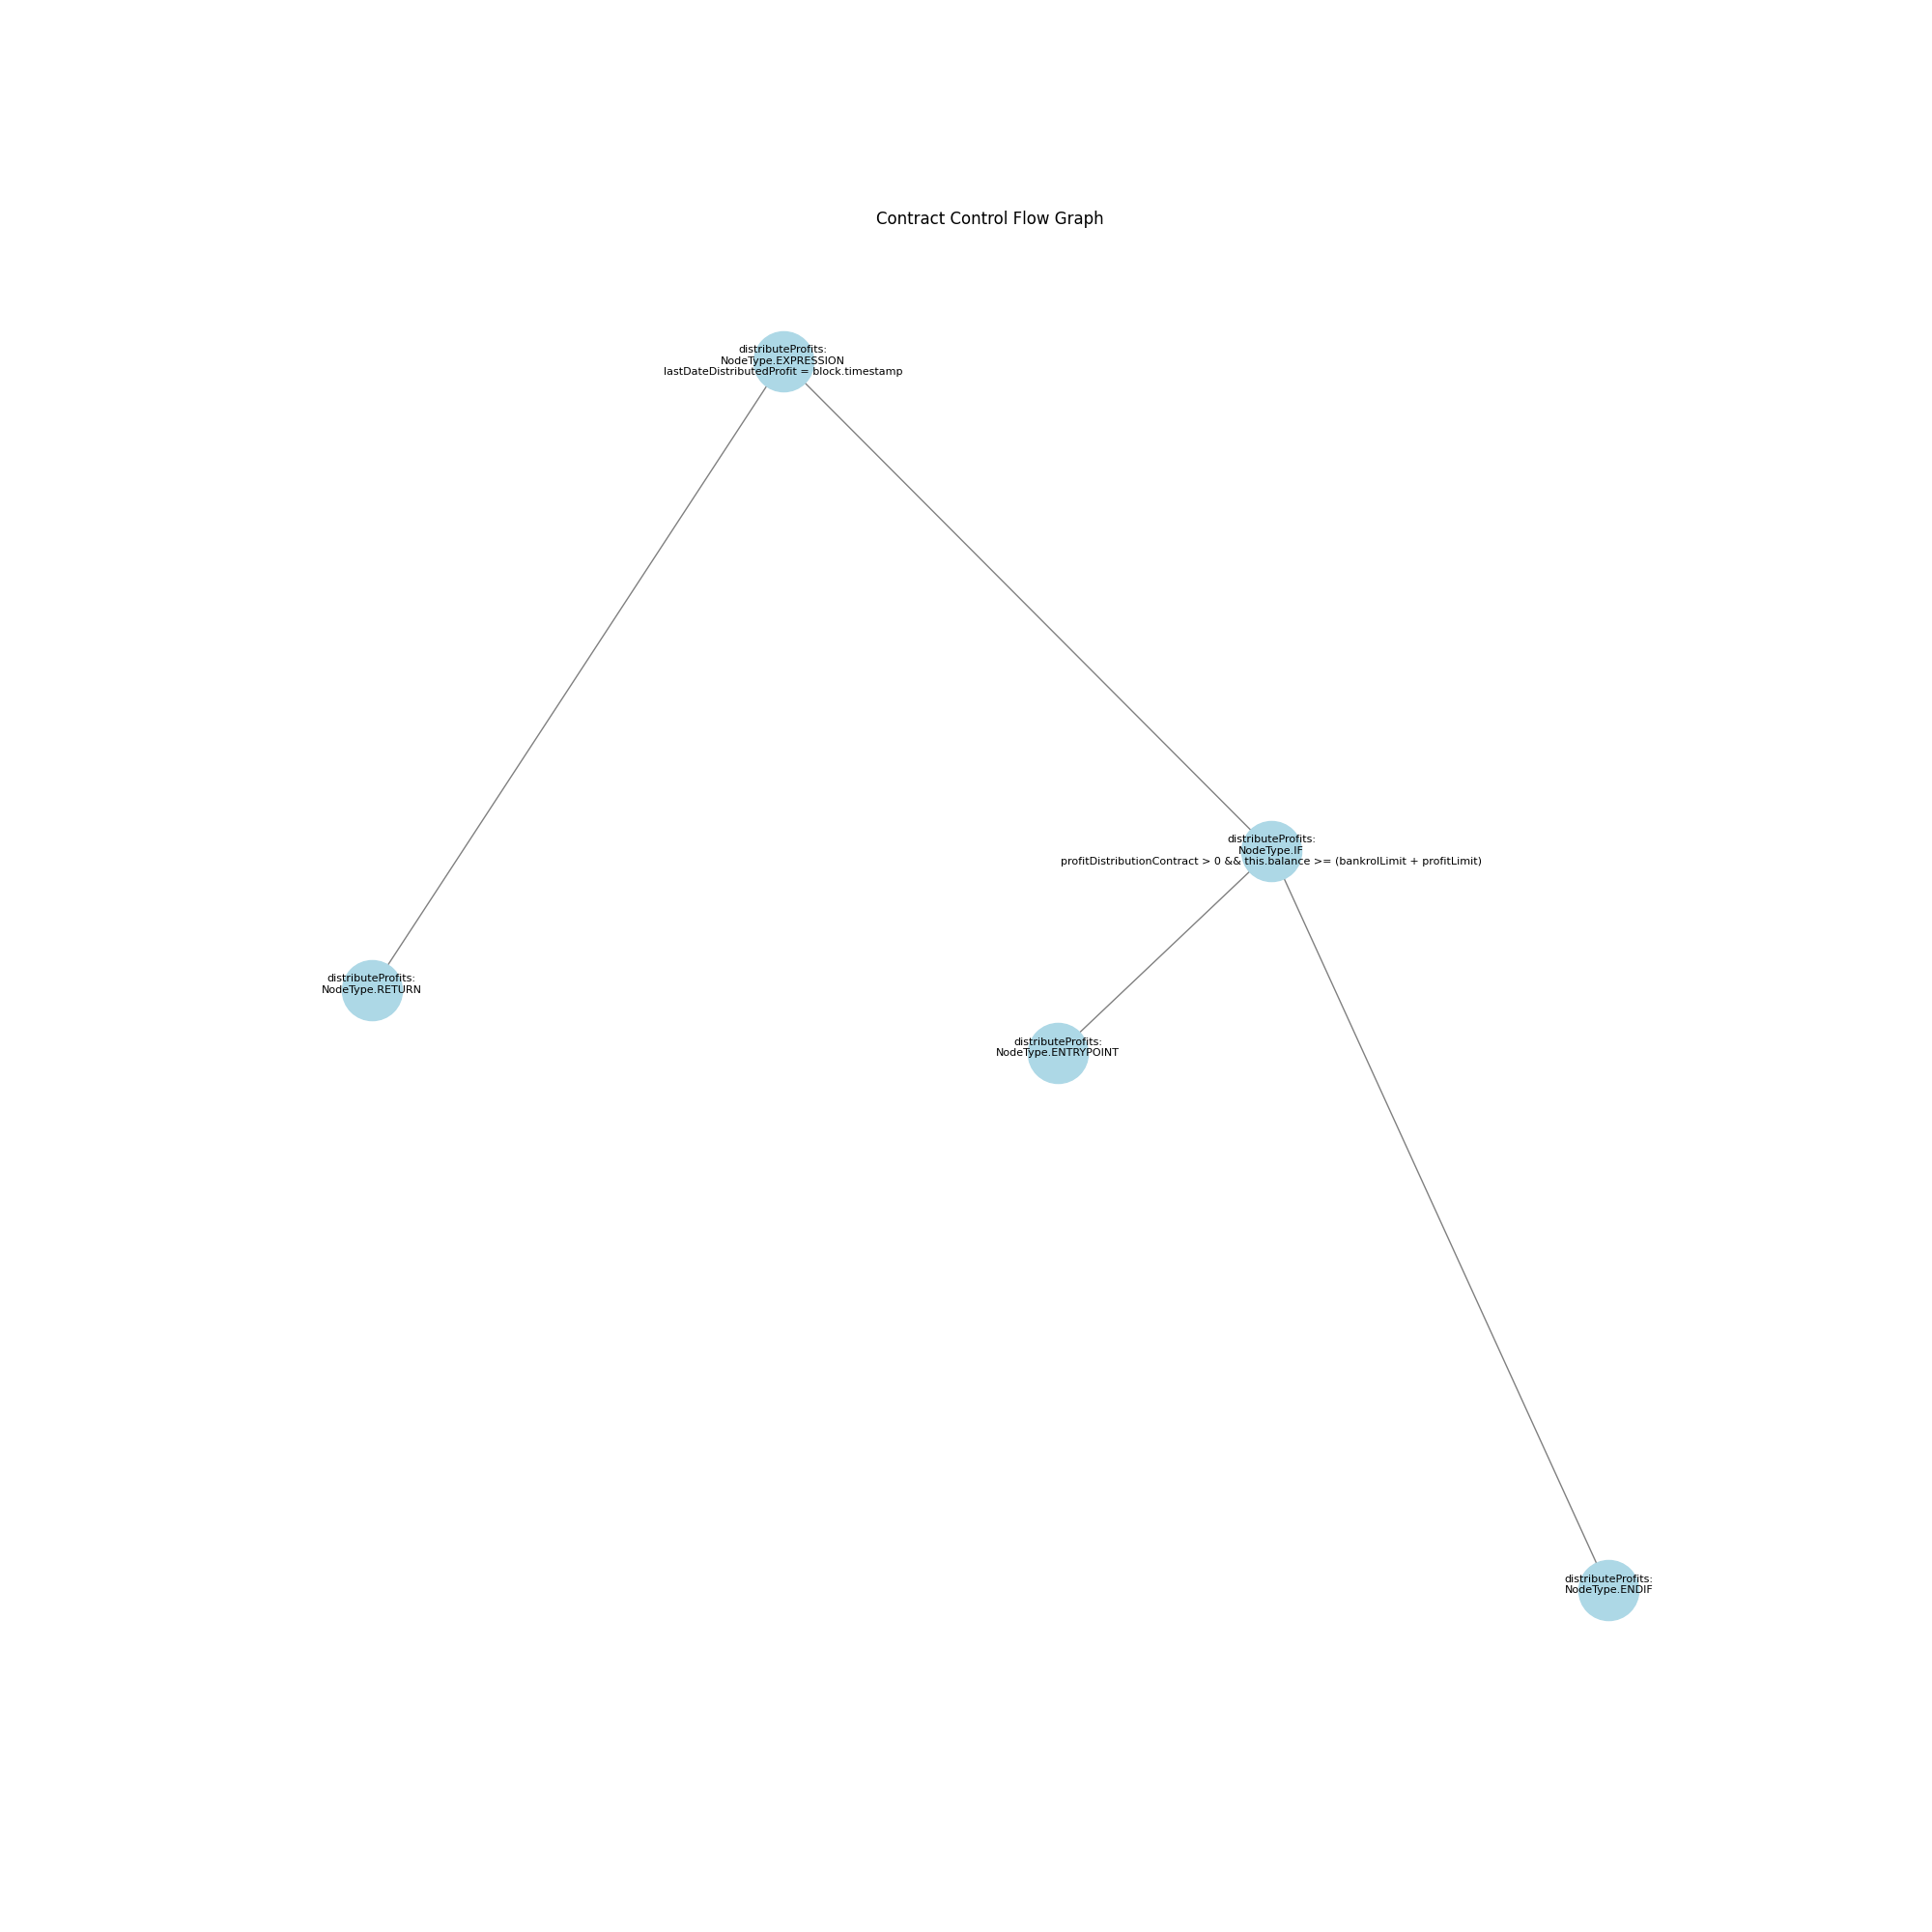 Contract Control Flow Graph
distributeProfits:
NodeType.EXPRESSION
lastDateDistributedProfit = block.timestamp
distributeProfits:
NodeType.IF
profitDistributionContract > 0 && this.balance >= (bankrolLimit + profitLimit)
distributeProfits:
NodeType.RETURN
distributeProfits:
NodeType.ENTRYPOINT
distributeProfits:
NodeType.ENDIF